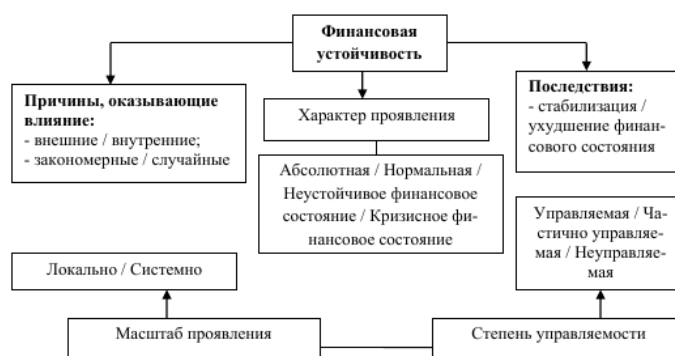 Финансовая
устойчивость
Причины, оказывающие
влияние:
- внешние / внутренние;
- закономерные / случайные
Характер проявления
Последствия:
- стабилизация /
ухудшение финан-
сового состояния
Абсолютная / Нормальная /
Неустойчивое финансовое
состояние / Кризисное фи-
нансовое состояние
Управляемая / Ча-
стично управляе-
мая / Неуправляе-
мая
Локально / Системно
Масштаб проявления
Степень управляемости